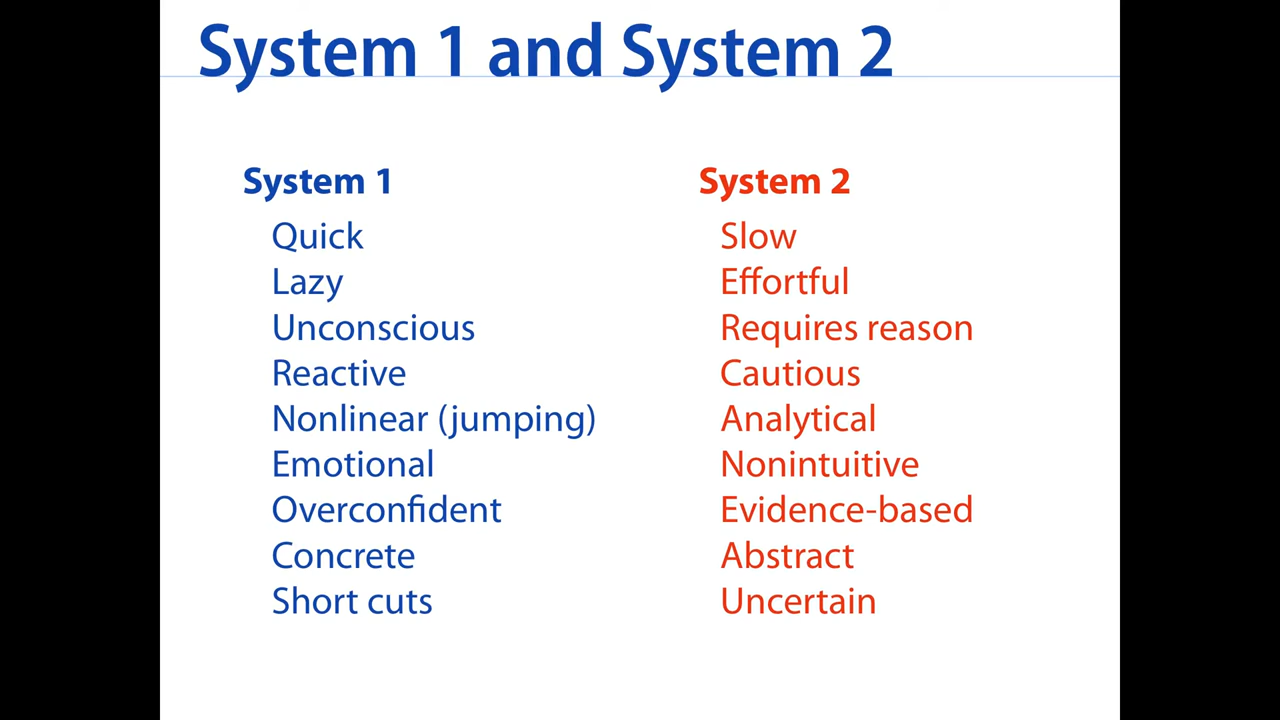 System 1 and System 2
System 1
Quick
Lazy
Unconscious
Reactive
Nonlinear (jumping)
Emotional
Overconfident
Concrete
Short cuts
System 2
Slow
Effortful
Requires reason
Cautious
Analytical
Nonintuitive
Evidence-based
Abstract
Uncertain